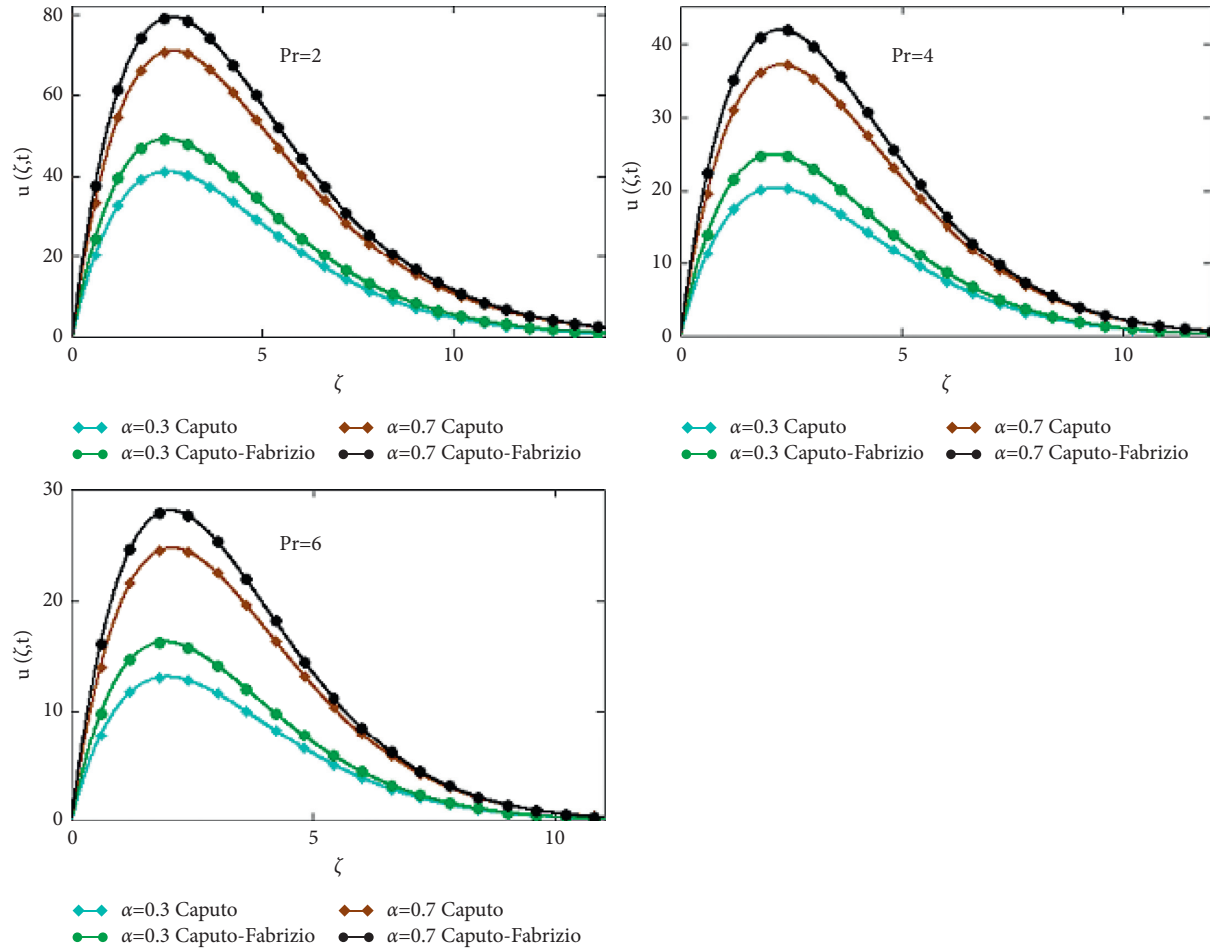 80
60
40
20
0
u (ζ,t)
Pr=2
0
5
10
ζ
α=0.3 Caputo
α=0.7 Caputo
α=0.3 Caputo-Fabrizio
α=0.7 Caputo-Fabrizio
40
30
20
10
0
u (ζ,t)
Pr=4
0
5
10
ζ
α=0.3 Caputo
α=0.7 Caputo
α=0.3 Caputo-Fabrizio
α=0.7 Caputo-Fabrizio
30
20
10
0
u (ζ,t)
Pr=6
0
5
10
ζ
α=0.3 Caputo
α=0.7 Caputo
α=0.3 Caputo-Fabrizio
α=0.7 Caputo-Fabrizio